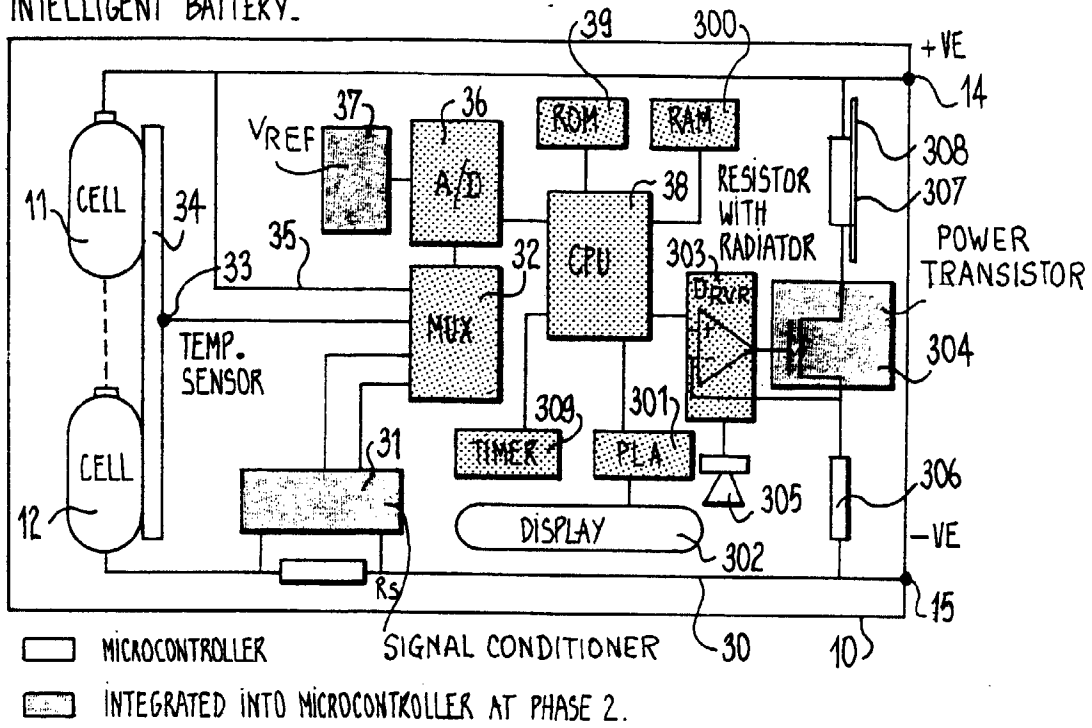 INTELLIGENT BATTERY.
39
300
+VE
14
37
36
ROM
RAM
VREF
308
A/D
38
RESISTOR
WITH
RADIATOR
307
11
CELL
34
35
CPU
303
POWER
TRANSISTOR
33
32
DRVR
MUX
TEMP.
SENSOR
304
309
301
31
TIMER
PLA
CELL
306
12
305
DISPLAY
302
-VE
Rs
15
MICROCONTROLLER
SIGNAL CONDITIONER
30
10
INTEGRATED INTO MICROCONTROLLER AT PHASE 2.